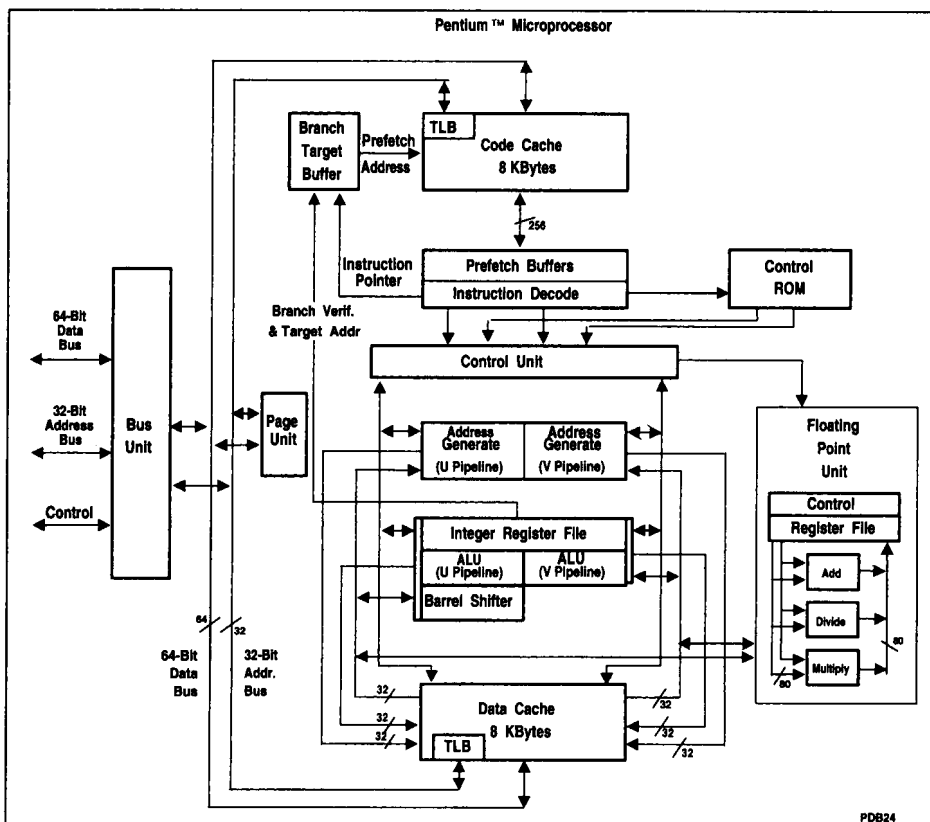 Pentium™ Microprocessor
Branch
Target
Buffer
Prefetch
Address
TLB
Code Cache
8 KBytes
256
Instruction
Pointer
Prefetch Buffers
Instruction Decode
Control
ROM
Branch Verif.
& Target Addr
Control Unit
64-Bit
Data
Bus
32-Bit
Address
Bus
Control
Bus
Unit
Page
Unit
Address
Generate
(U Pipeline)
Address
Generate
(V Pipeline)
Floating
Point
Unit
Control
Register File
Add
Divide
Multiply
80
80
Integer Register File
ALU
(U Pipeline)
ALU
(V Pipeline)
Barrel Shifter
64
32
64-Bit
Data
Bus
32-Bit
Addr.
Bus
32
32
32
32
32
32
Data Cache
8 KBytes
TLB
PDB24